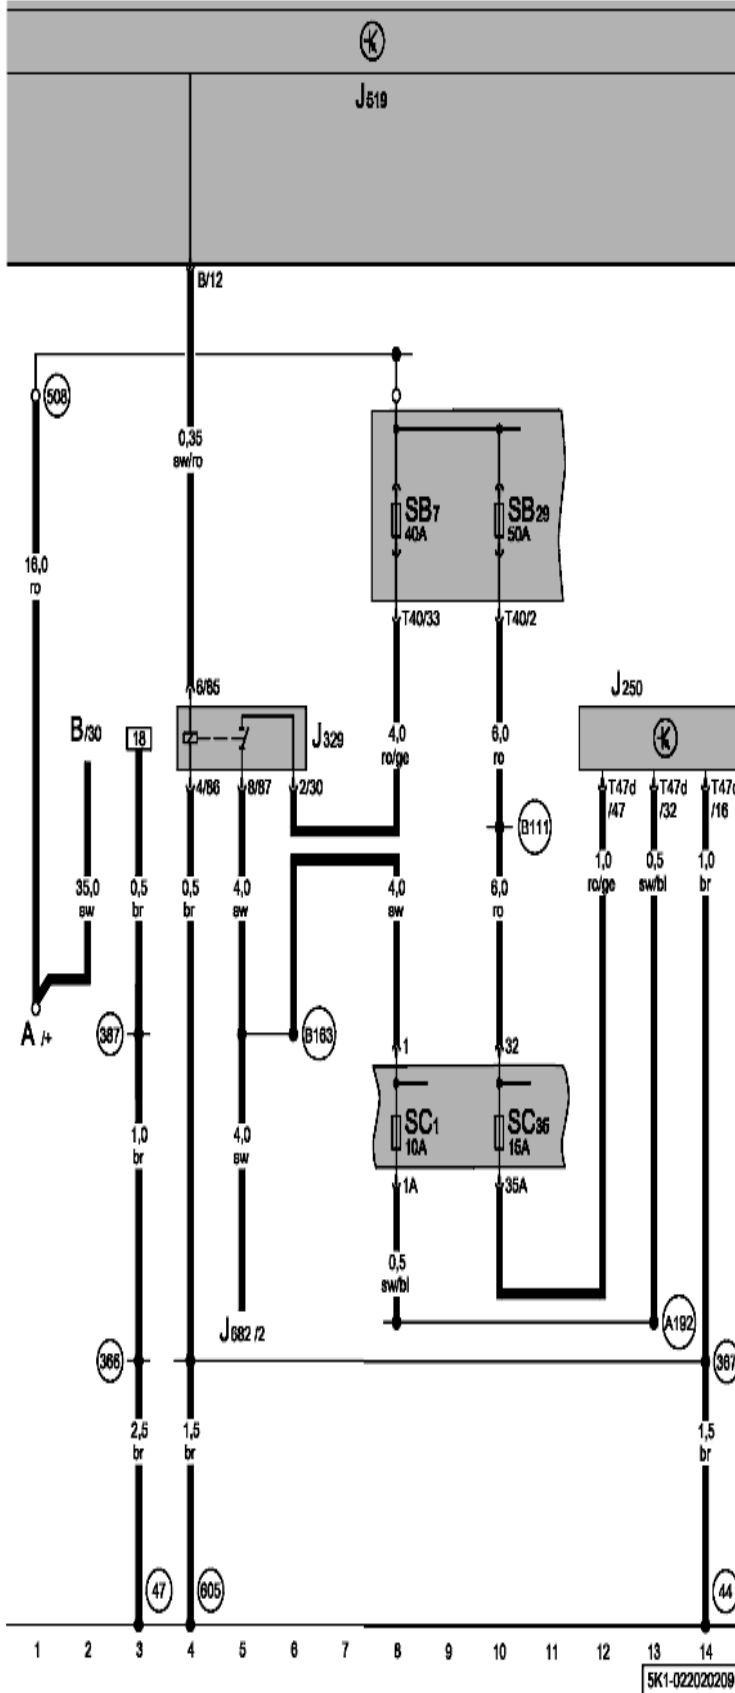 J519
B/12
508
0,35
sw/ro
SB7
40A
SB29
50A
16,0
ro
T40/33
T40/2
6/85
J250
B/30
18
J329
4,0
ro/ge
6,0
ro
4/86
8/87
2/30
T47d
/47
T47d
/32
T47d
/16
B111
35,0
sw
0,5
br
0,5
br
4,0
sw
4,0
sw
6,0
ro
1,0
ro/ge
0,5
sw/bl
1,0
br
A /+
387
B163
1
32
SC1
10A
SC35
15A
1,0
br
4,0
sw
1A
35A
0,5
sw/bl
J682 /2
A192
366
367
2,5
br
1,5
br
1,5
br
47
605
44
1 2 3 4 5 6 7 8 9 10 11 12 13 14
5K1-022020209